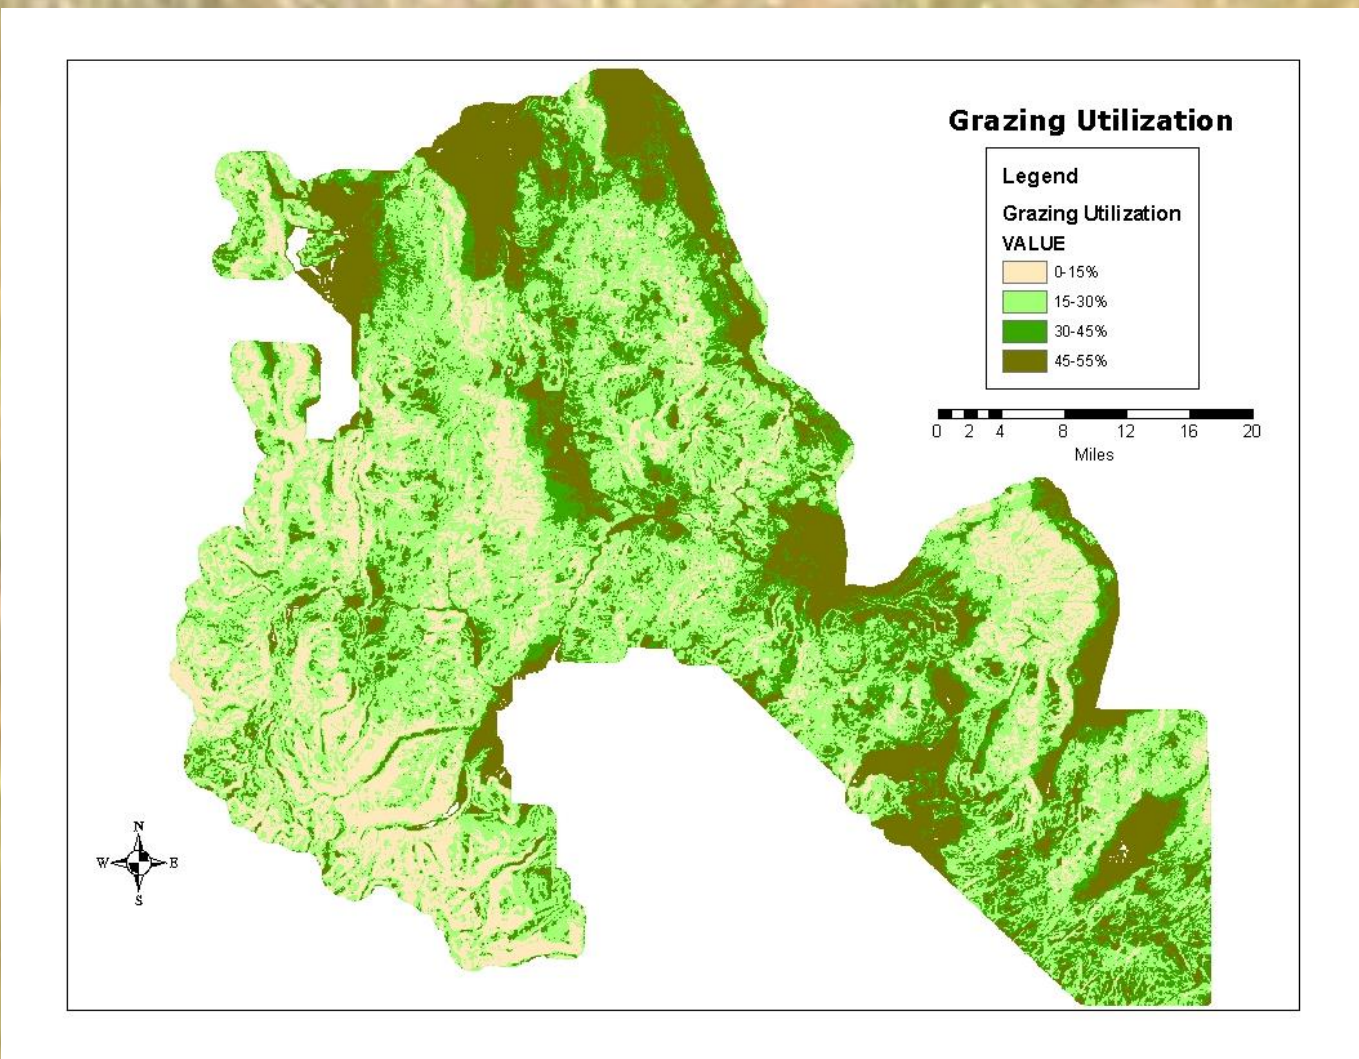 Grazing Utilization
Legend
Grazing Utilization
VALUE
0-15%
15-30%
30-45%
45-55%
0 2 4 8 12 16 20
Miles
N
W E
S